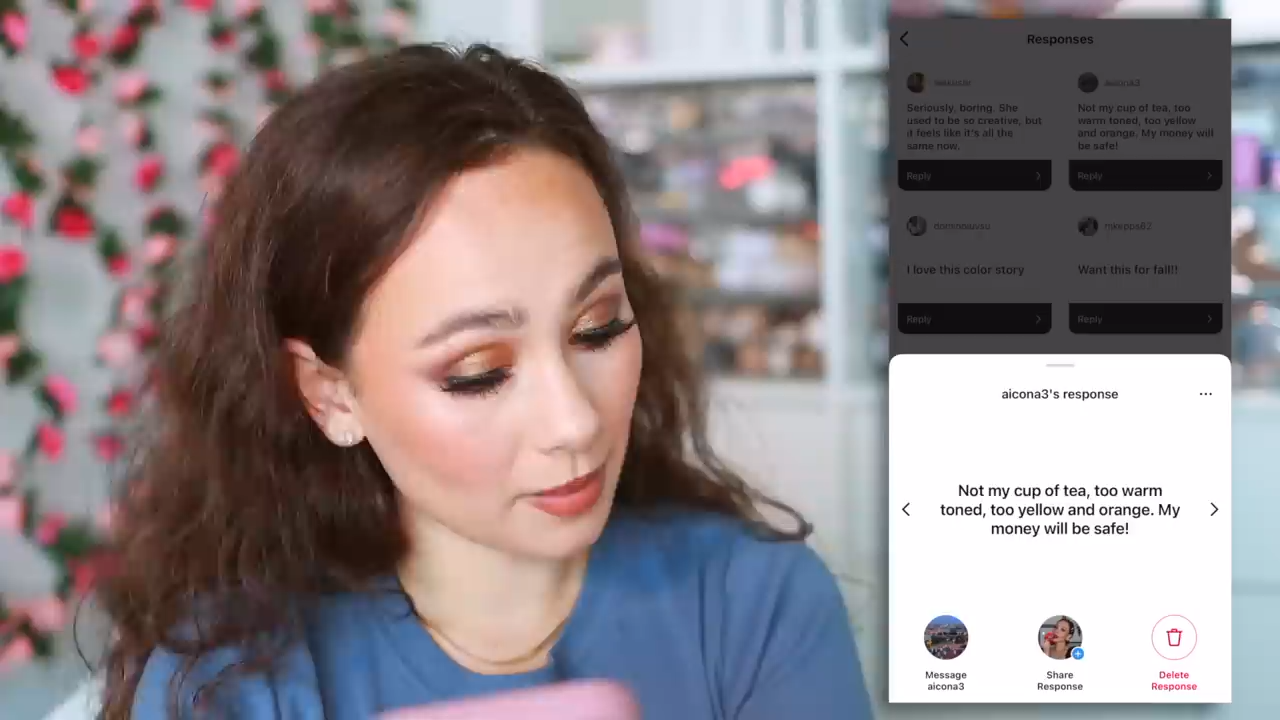 Responses
aicona3
Seriously, boring. She
used to be so creative, but
it feels like it's all the
same now.
Not my cup of tea, too
warm toned, too yellow
and orange. My money will
be safe!
Reply
Reply
I love this color story
Want this for fall!!
Reply
Reply
aicona3's response
Not my cup of tea, too warm
toned, too yellow and orange. My
money will be safe!
Message
aicona3
Share
Response
Delete
Response